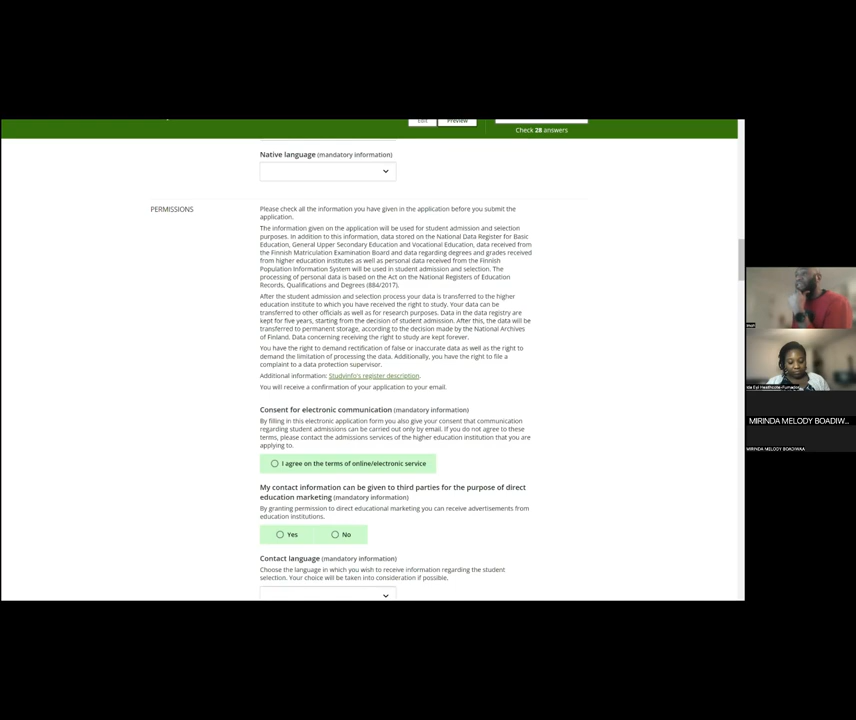 Edit
Preview
Check 28 answers
Native language (mandatory information)
PERMISSIONS
Please check all the information you have given in the application before you submit the
application.
The information given on the application will be used for student admission and selection
purposes. In addition to this information, data stored on the National Data Register for Basic
Education, General Upper Secondary Education and Vocational Education, data received from
the Finnish Matriculation Examination Board and data regarding degrees and grades received
from higher education institutes as well as personal data received from the Finnish
Population Information System will be used in student admission and selection. The
processing of personal data is based on the Act on the National Registers of Education
Records, Qualifications and Degrees (884/2017).
After the student admission and selection process your data is transferred to the higher
education institute to which you have received the right to study. Your data can be
transferred to other officials as well as for research purposes. Data in the data registry are
kept for five years, starting from the decision of student admission. After this, the data will be
transferred to permanent storage, according to the decision made by the National Archives
of Finland. Data concerning receiving the right to study are kept forever.
You have the right to demand rectification of false or inaccurate data as well as the right to
demand the limitation of processing the data. Additionally, you have the right to file a
complaint to a data protection supervisor.
Additional information: Studyinfo's register description.
You will receive a confirmation of your application to your email.
Consent for electronic communication (mandatory information)
By filling in this electronic application form you also give your consent that communication
regarding student admissions can be carried out only by email. If you do not agree to these
terms, please contact the admissions services of the higher education institution that you are
applying to.
I agree on the terms of online/electronic service
My contact information can be given to third parties for the purpose of direct
education marketing (mandatory information)
By granting permission to direct educational marketing you can receive advertisements from
education institutions.
Yes No
Contact language (mandatory information)
Choose the language in which you wish to receive information regarding the student
selection. Your choice will be taken into consideration if possible.
MIRINDA MELODY BOADIW...
MIRINDA MELODY BOADIWAA